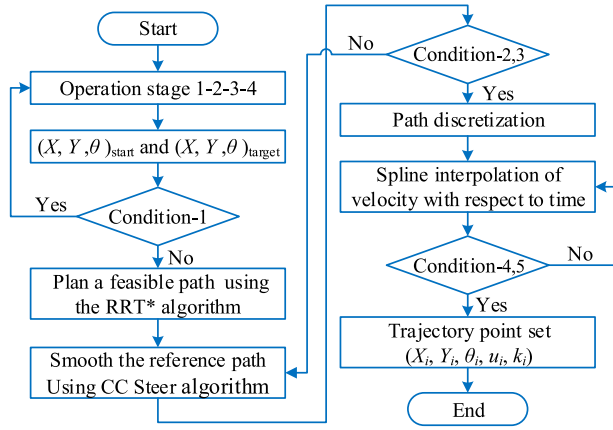 Start
Operation stage 1-2-3-4
(X, Y ,θ )start and (X, Y ,θ )target
Yes
Condition-1
No
Plan a feasible path using
the RRT* algorithm
Smooth the reference path
Using CC Steer algorithm
No
Condition-2,3
Yes
Path discretization
Spline interpolation of
velocity with respect to time
Condition-4,5
No
Yes
Trajectory point set
(Xi, Yi, θi, ui, ki)
End